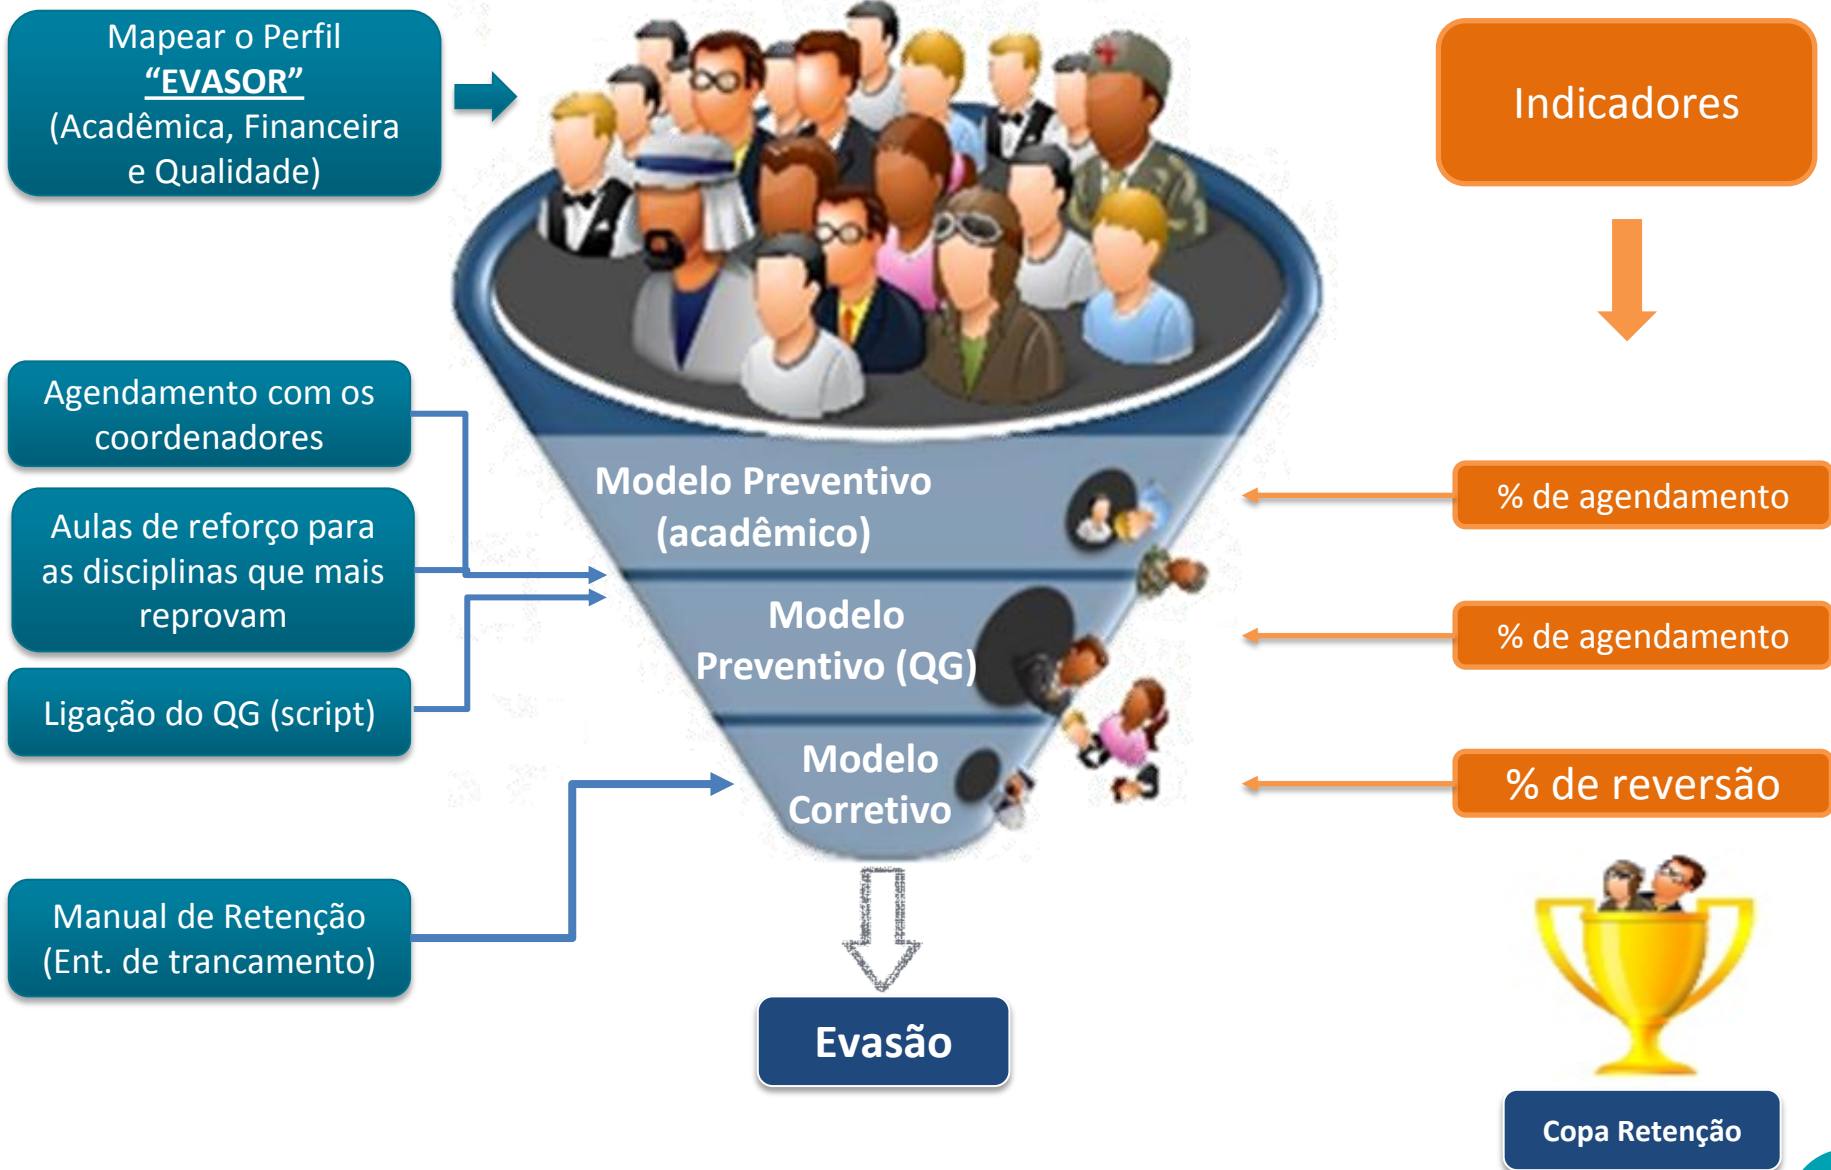 Mapear o Perfil
“EVASOR”
(Acadêmica, Financeira
e Qualidade)
Indicadores
Agendamento com os
coordenadores
Aulas de reforço para
as disciplinas que mais
reprovam
Ligação do QG (script)
Manual de Retenção
(Ent. de trancamento)
Modelo Preventivo
(acadêmico)
Modelo
Preventivo (QG)
Modelo
Corretivo
Evasão
% de agendamento
% de agendamento
% de reversão
Copa Retenção